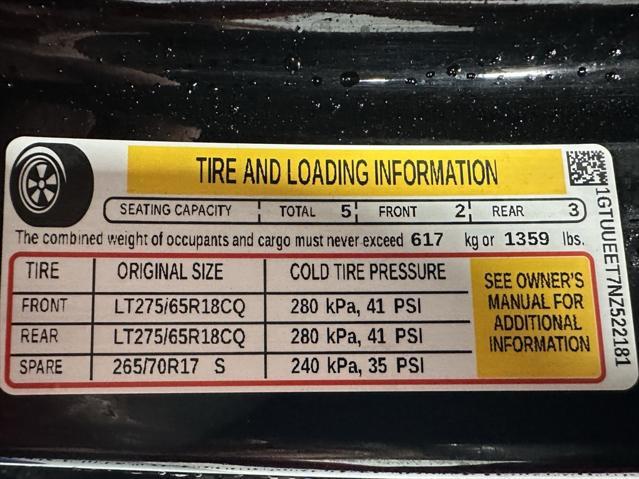 TIRE AND LOADING INFORMATION
SEATING CAPACITY TOTAL 5 FRONT 2 REAR 3
The combined weight of occupants and cargo must never exceed 617 kg or 1359 lbs.
TIRE ORIGINAL SIZE COLD TIRE PRESSURE
FRONT LT275/65R18CQ 280 kPa, 41 PSI
REAR LT275/65R18CQ 280 kPa, 41 PSI
SPARE 265/70R17 S 240 kPa, 35 PSI
SEE OWNER'S
MANUAL FOR
ADDITIONAL
INFORMATION
1GTUUEET7NZ522181